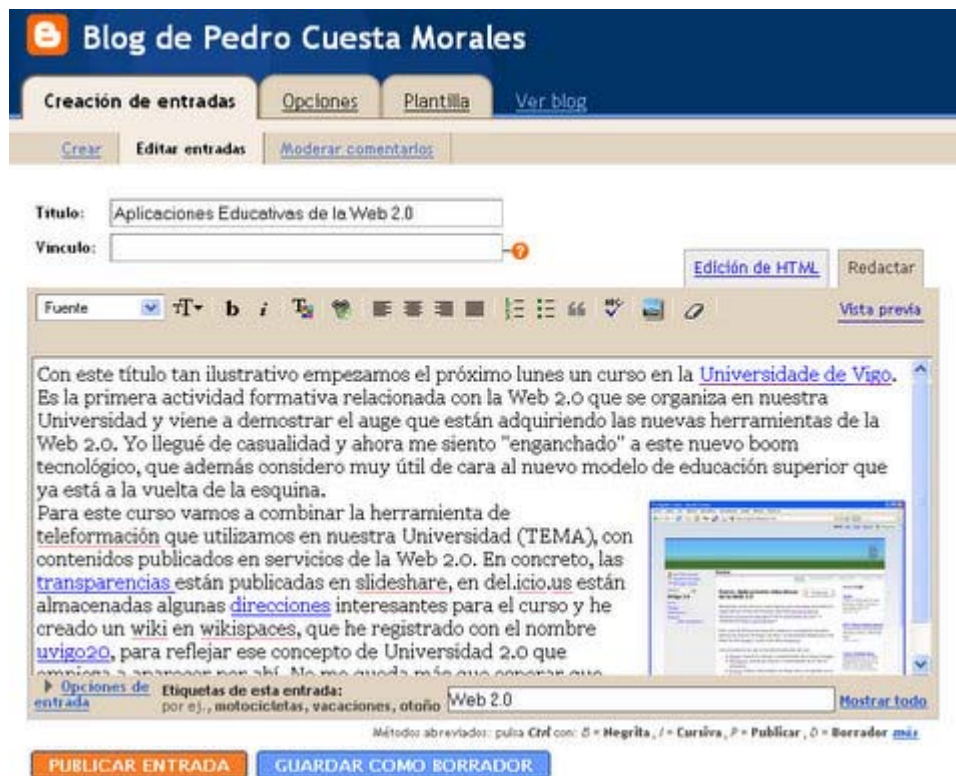 Blog de Pedro Cuesta Morales
Creación de entradas Opciones Plantilla Ver blog
Crear Editar entradas Moderar comentarios
Título: Aplicaciones Educativas de la Web 2.0
Vínculo:
Edición de HTML Redactar
Fuente Vista previa
Con este título tan ilustrativo empezamos el próximo lunes un curso en la Universidade de Vigo.
Es la primera actividad formativa relacionada con la Web 2.0 que se organiza en nuestra
Universidad y viene a demostrar el auge que están adquiriendo las nuevas herramientas de la
Web 2.0. Yo llegué de casualidad y ahora me siento "enganchado" a este nuevo boom
tecnológico, que además considero muy útil de cara al nuevo modelo de educación superior que
ya está a la vuelta de la esquina.
Para este curso vamos a combinar la herramienta de
teleformación que utilizamos en nuestra Universidad (TEMA), con
contenidos publicados en servicios de la Web 2.0. En concreto, las
transparencias están publicadas en slideshare, en del.icio.us están
almacenadas algunas direcciones interesantes para el curso y he
creado un wiki en wikispaces, que he registrado con el nombre
uvigo20, para reflejar ese concepto de Universidad 2.0 que
empieza a aparecer por ahí. No me queda más que esperar que
Opciones de entrada Etiquetas de esta entrada:
por ej., motocicletas, vacaciones, otoño Web 2.0 Mostrar todo
Métodos abreviados: pulsa Ctrl con: B = Negrita, I = Cursiva, P = Publicar, D = Borrador más
PUBLICAR ENTRADA GUARDAR COMO BORRADOR